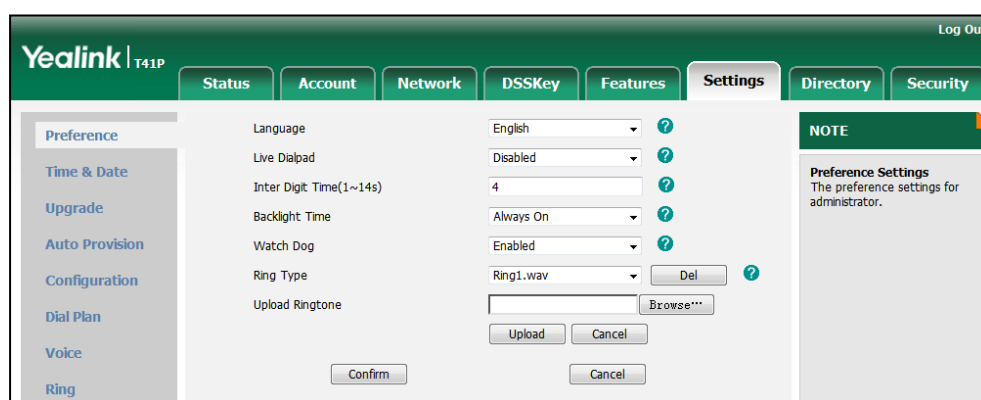 Log Ou
Yealink T41P
Status Account Network DSSKey Features Settings Directory Security
Preference
Time & Date
Upgrade
Auto Provision
Configuration
Dial Plan
Voice
Ring
Language English ?
Live Dialpad Disabled ?
Inter Digit Time(1~14s) 4 ?
Backlight Time Always On ?
Watch Dog Enabled ?
Ring Type Ring1.wav Del ?
Upload Ringtone Browse...
Upload Cancel
Confirm Cancel
NOTE
Preference Settings
The preference settings for
administrator.